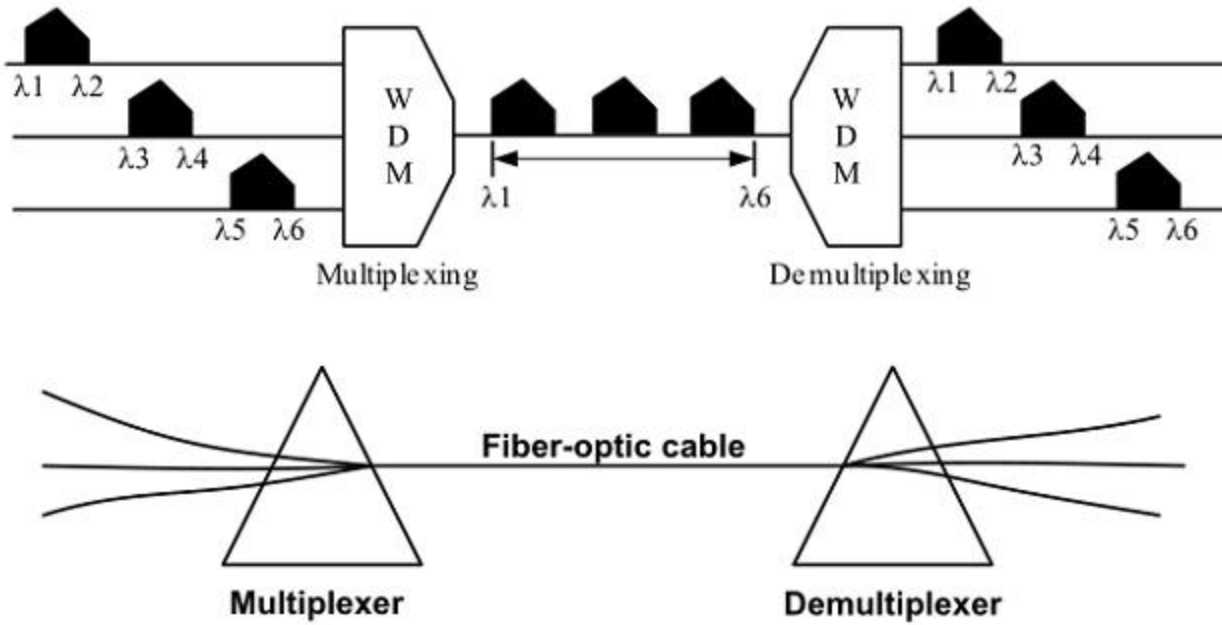 λ1 λ2
λ3 λ4
λ5 λ6
W
D
M
Multiplexing
λ1 λ6
W
D
M
Demultiplexing
λ1 λ2
λ3 λ4
λ5 λ6
Fiber-optic cable
Multiplexer
Demultiplexer